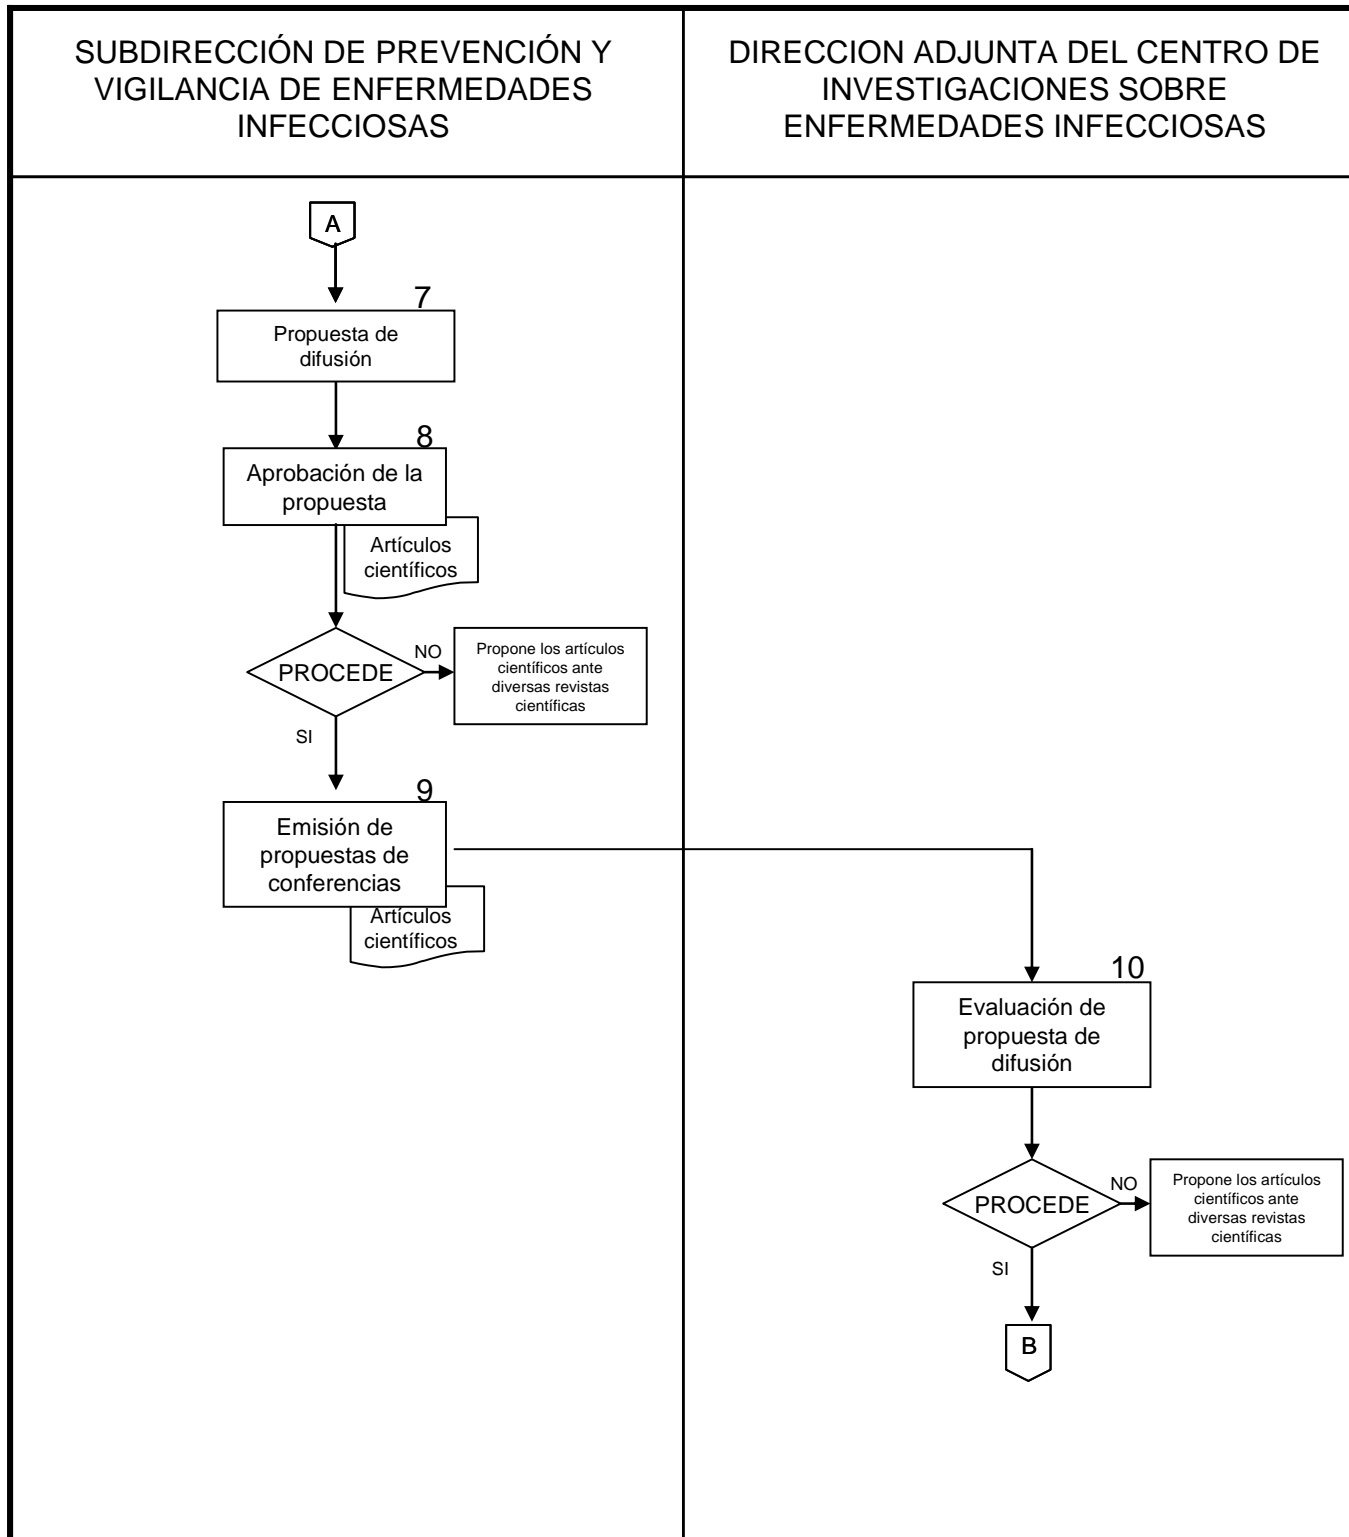 SUBDIRECCIÓN DE PREVENCIÓN Y
VIGILANCIA DE ENFERMEDADES
INFECCIOSAS
DIRECCION ADJUNTA DEL CENTRO DE
INVESTIGACIONES SOBRE
ENFERMEDADES INFECCIOSAS
A
7
Propuesta de
difusión
8
Aprobación de la
propuesta
Artículos
científicos
PROCEDE
NO
Propone los artículos
científicos ante
diversas revistas
científicas
SI
9
Emisión de
propuestas de
conferencias
Artículos
científicos
10
Evaluación de
propuesta de
difusión
PROCEDE
NO
Propone los artículos
científicos ante
diversas revistas
científicas
SI
B